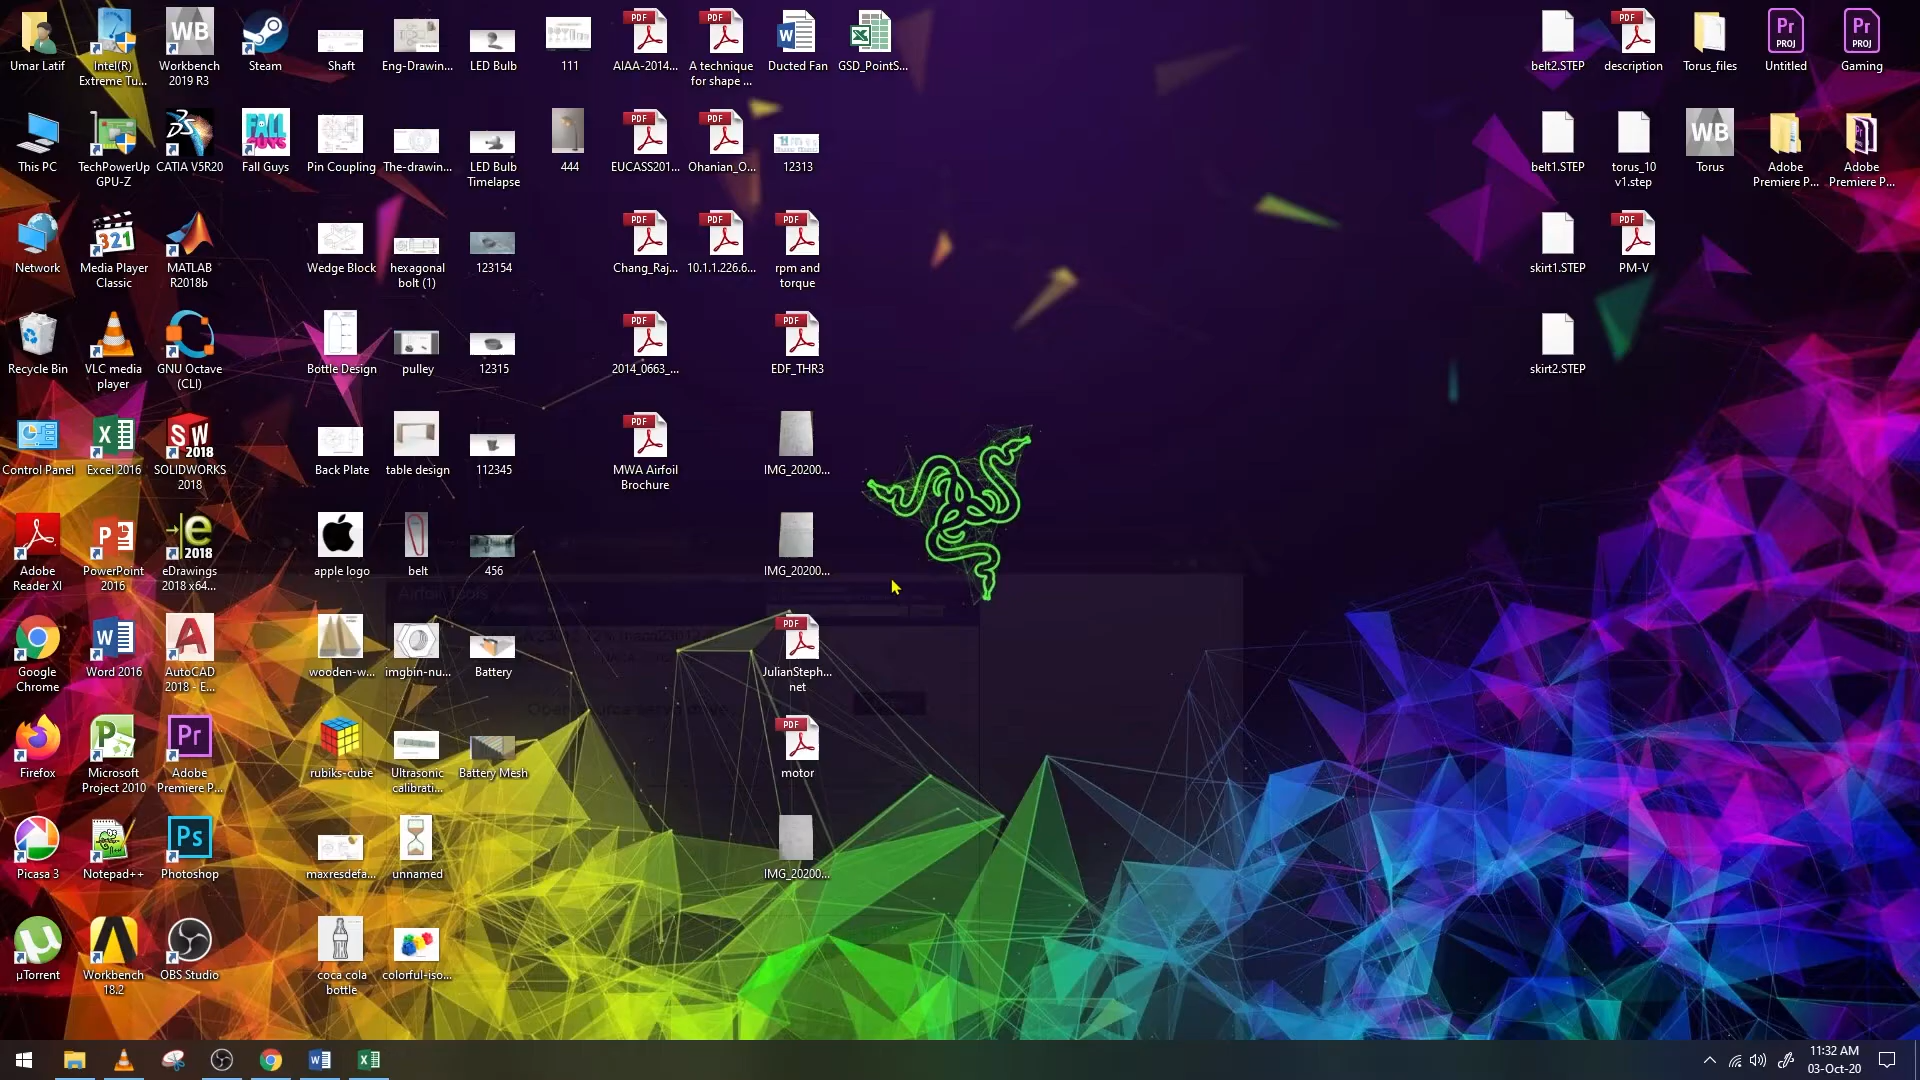 Umar Latif
Intel(R)
Extreme Tu...
Workbench
2019 R3
Steam
Shaft
Eng-Drawin...
LED Bulb
111
AIAA-2014...
A technique
for shape ...
Ducted Fan
GSD_PointS...
belt2.STEP
description
Torus_files
Untitled
Gaming
This PC
TechPowerUp
GPU-Z
CATIA V5R20
Fall Guys
Pin Coupling
The-drawin...
LED Bulb
Timelapse
444
EUCASS201...
Ohanian_O...
12313
belt1.STEP
torus_10
v1.step
Torus
Adobe
Premiere P...
Adobe
Premiere P...
Network
Media Player
Classic
MATLAB
R2018b
Wedge Block
hexagonal
bolt (1)
123154
Chang_Raj...
10.1.1.226.6...
rpm and
torque
skirt1.STEP
PM-V
Recycle Bin
VLC media
player
GNU Octave
(CLI)
Bottle Design
pulley
12315
2014_0663_...
EDF_THR3
skirt2.STEP
Control Panel
Excel 2016
SOLIDWORKS
2018
Back Plate
table design
112345
MWA Airfoil
Brochure
IMG_20200...
Adobe
Reader XI
PowerPoint
2016
eDrawings
2018 x64...
apple logo
belt
456
IMG_20200...
Airfoil Tools
Google
Chrome
Word 2016
AutoCAD
2018 - E...
wooden-w...
imgbin-nu...
Battery
JulianSteph...
net
Firefox
Microsoft
Project 2010
Adobe
Premiere P...
rubiks-cube
Ultrasonic
calibrati...
Battery Mesh
motor
Picasa 3
Notepad++
Photoshop
maxresdefa...
unnamed
IMG_20200...
µTorrent
Workbench
18.2
OBS Studio
coca cola
bottle
colorful-iso...
11:32 AM
03-Oct-20